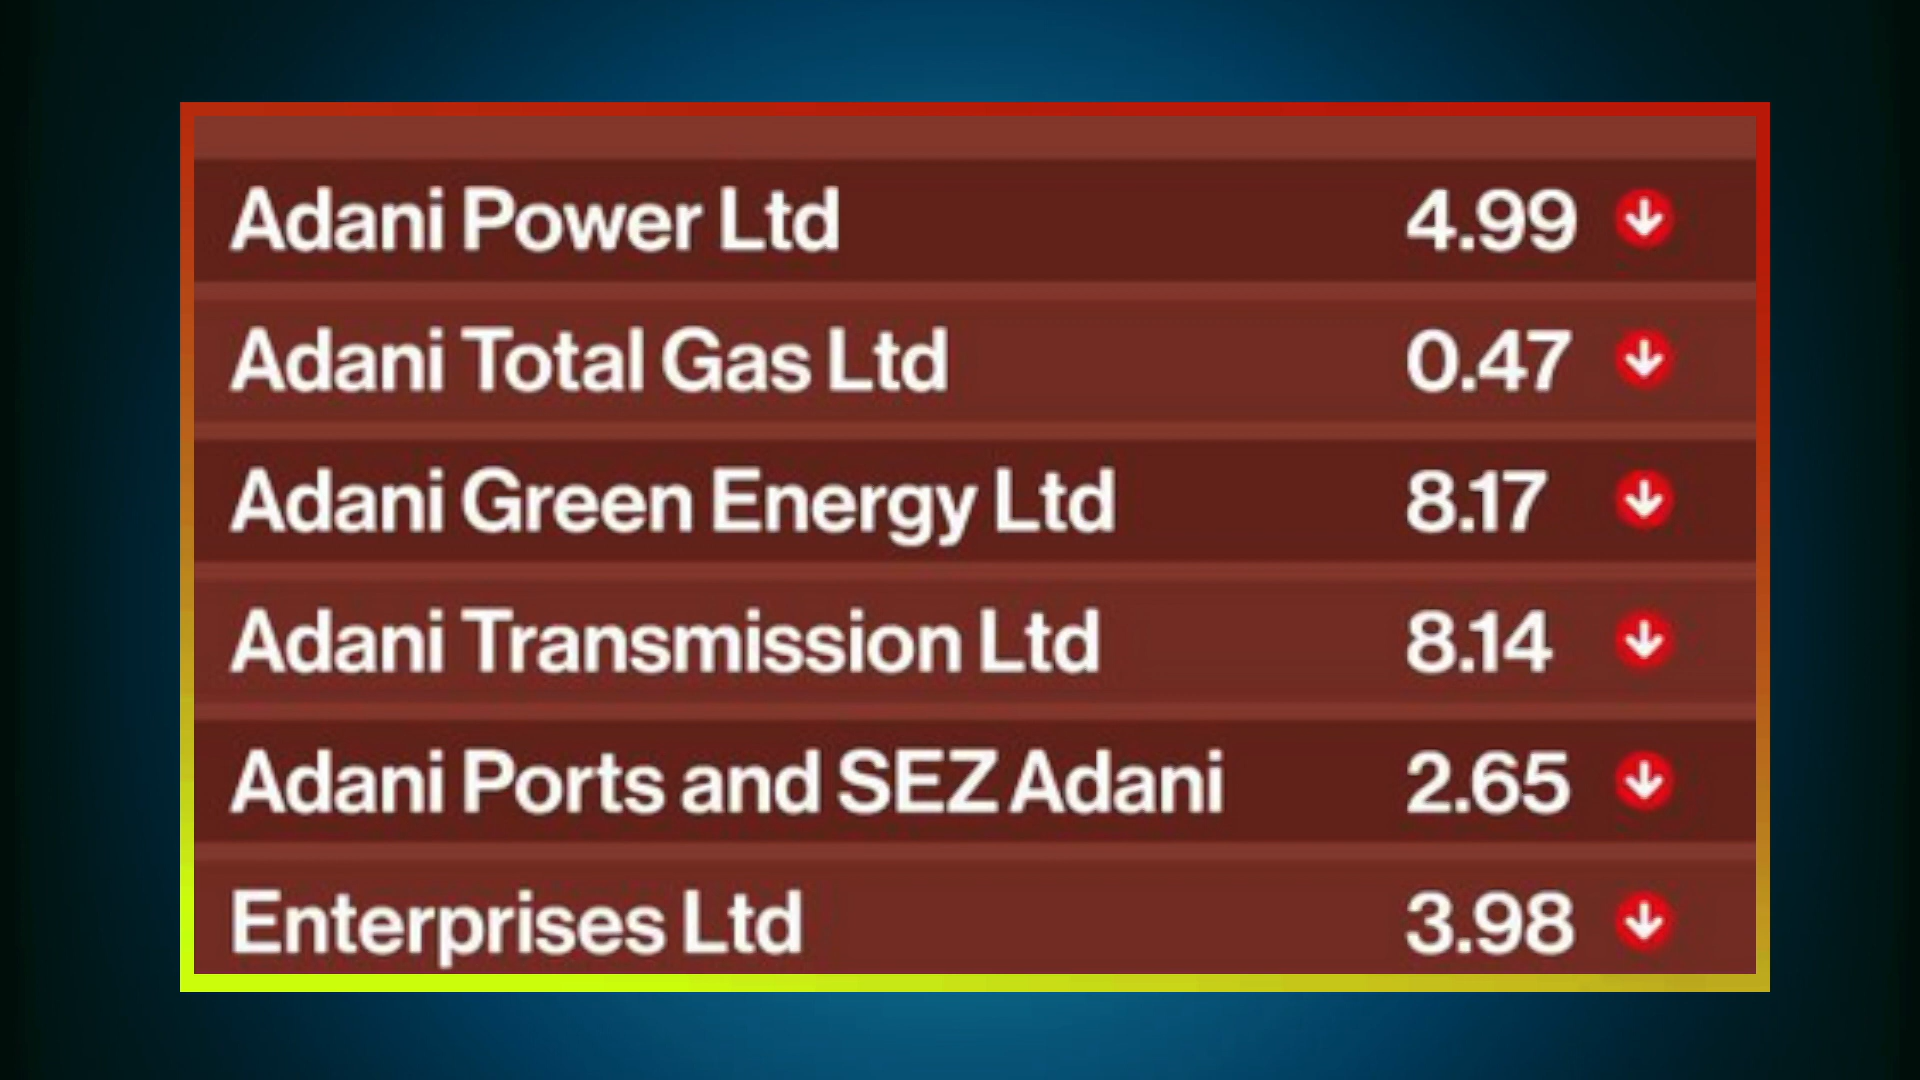 Adani Power Ltd 4.99
Adani Total Gas Ltd 0.47
Adani Green Energy Ltd 8.17
Adani Transmission Ltd 8.14
Adani Ports and SEZ Adani 2.65
Enterprises Ltd 3.98